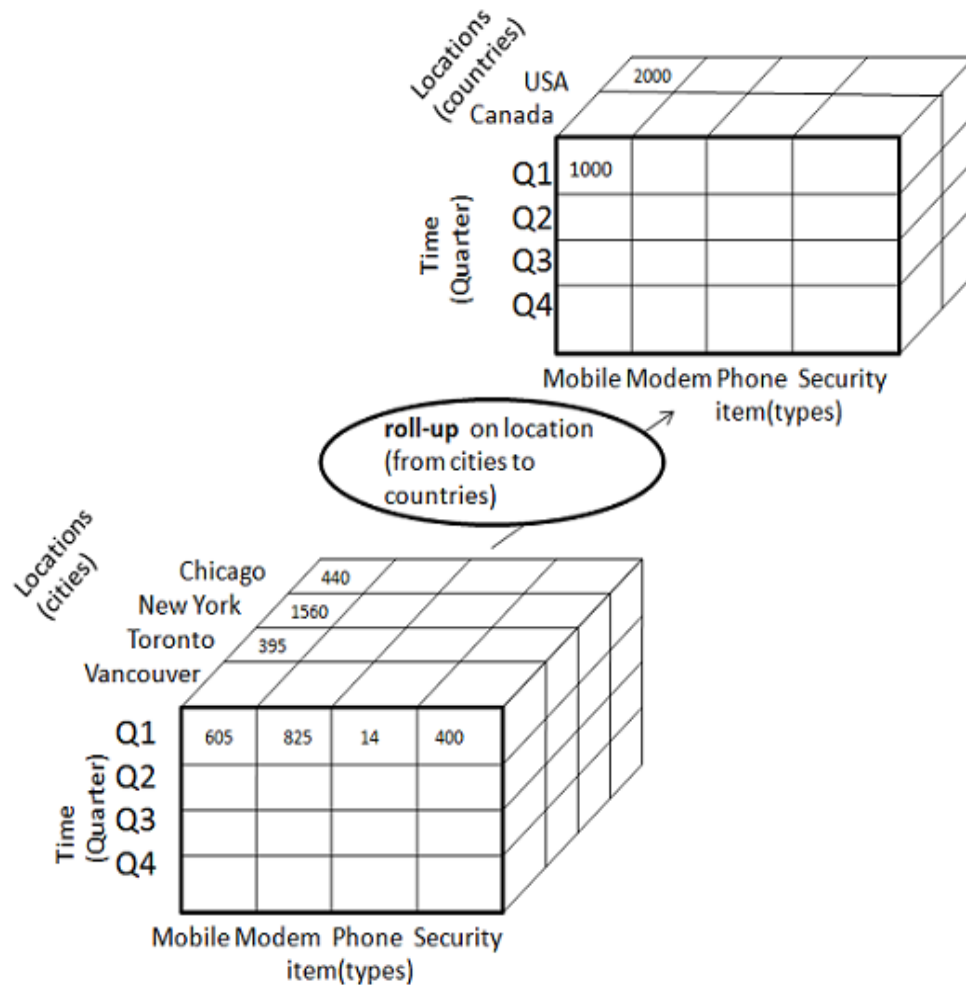 Locations
(countries)
USA
2000
Canada
Q1
1000
Q2
Q3
Q4
Time
(Quarter)
Mobile Modem Phone Security
item(types)
roll-up on location
(from cities to
countries)
Locations
(cities)
Chicago
440
New York
1560
Toronto
395
Vancouver
Q1
605 825 14 400
Q2
Q3
Q4
Time
(Quarter)
Mobile Modem Phone Security
item(types)